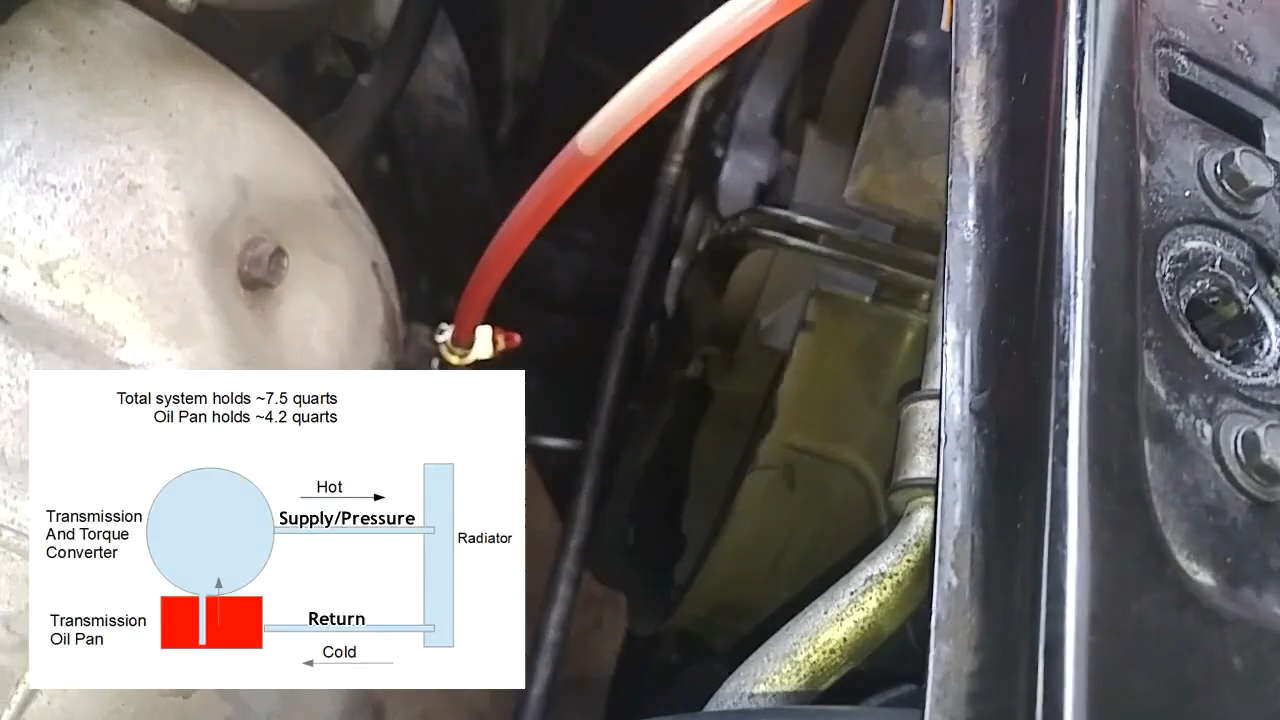 Total system holds ~7.5 quarts
Oil Pan holds ~4.2 quarts
Hot
Supply/Pressure
Transmission
And Torque
Converter
Radiator
Return
Transmission
Oil Pan
Cold